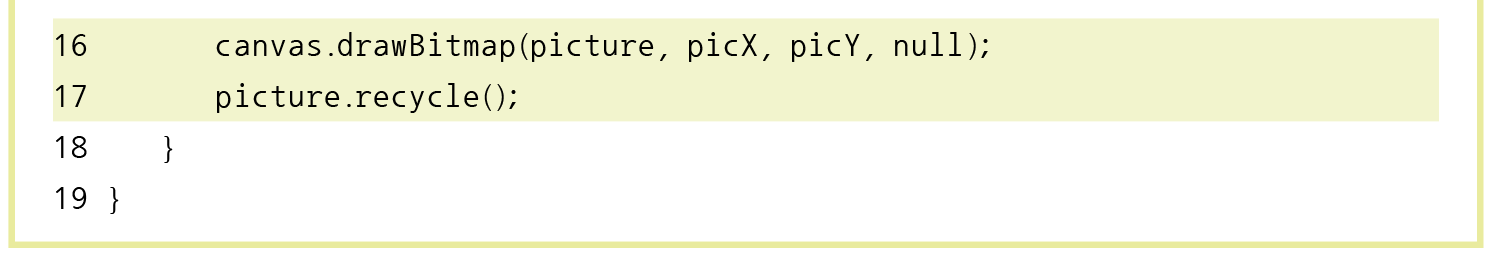 16        canvas.drawBitmap(picture, picX, picY, null);
17        picture.recycle();
18    }
19 }